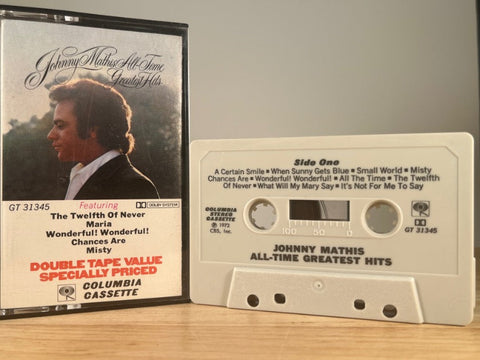 Johnny Mathis All-Time
Greatest Hits
GT 31345
Featuring
DOLBY SYSTEM
The Twelfth Of Never
Maria
Wonderful! Wonderful!
Chances Are
Misty
DOUBLE TAPE VALUE
SPECIALLY PRICED
COLUMBIA
CASSETTE
Side One
A Certain Smile ▪ When Sunny Gets Blue ▪ Small World ▪ Misty
Chances Are ▪ Wonderful! Wonderful! ▪ All The Time ▪ The Twelfth
Of Never ▪ What Will My Mary Say ▪ It's Not For Me To Say
COLUMBIA
STEREO
CASSETTE
℗ 1972
CBS, Inc.
100 50 0
GT 31345
JOHNNY MATHIS
ALL-TIME GREATEST HITS